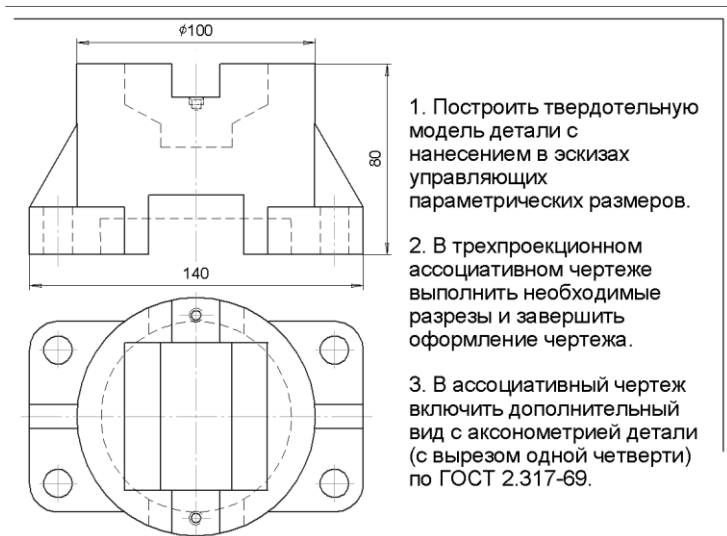 ⌀100
80
140
1. Построить твердотельную
модель детали с
нанесением в эскизах
управляющих
параметрических размеров.
2. В трехпроекционном
ассоциативном чертеже
выполнить необходимые
разрезы и завершить
оформление чертежа.
3. В ассоциативный чертеж
включить дополнительный
вид с аксонометрией детали
(с вырезом одной четверти)
по ГОСТ 2.317-69.